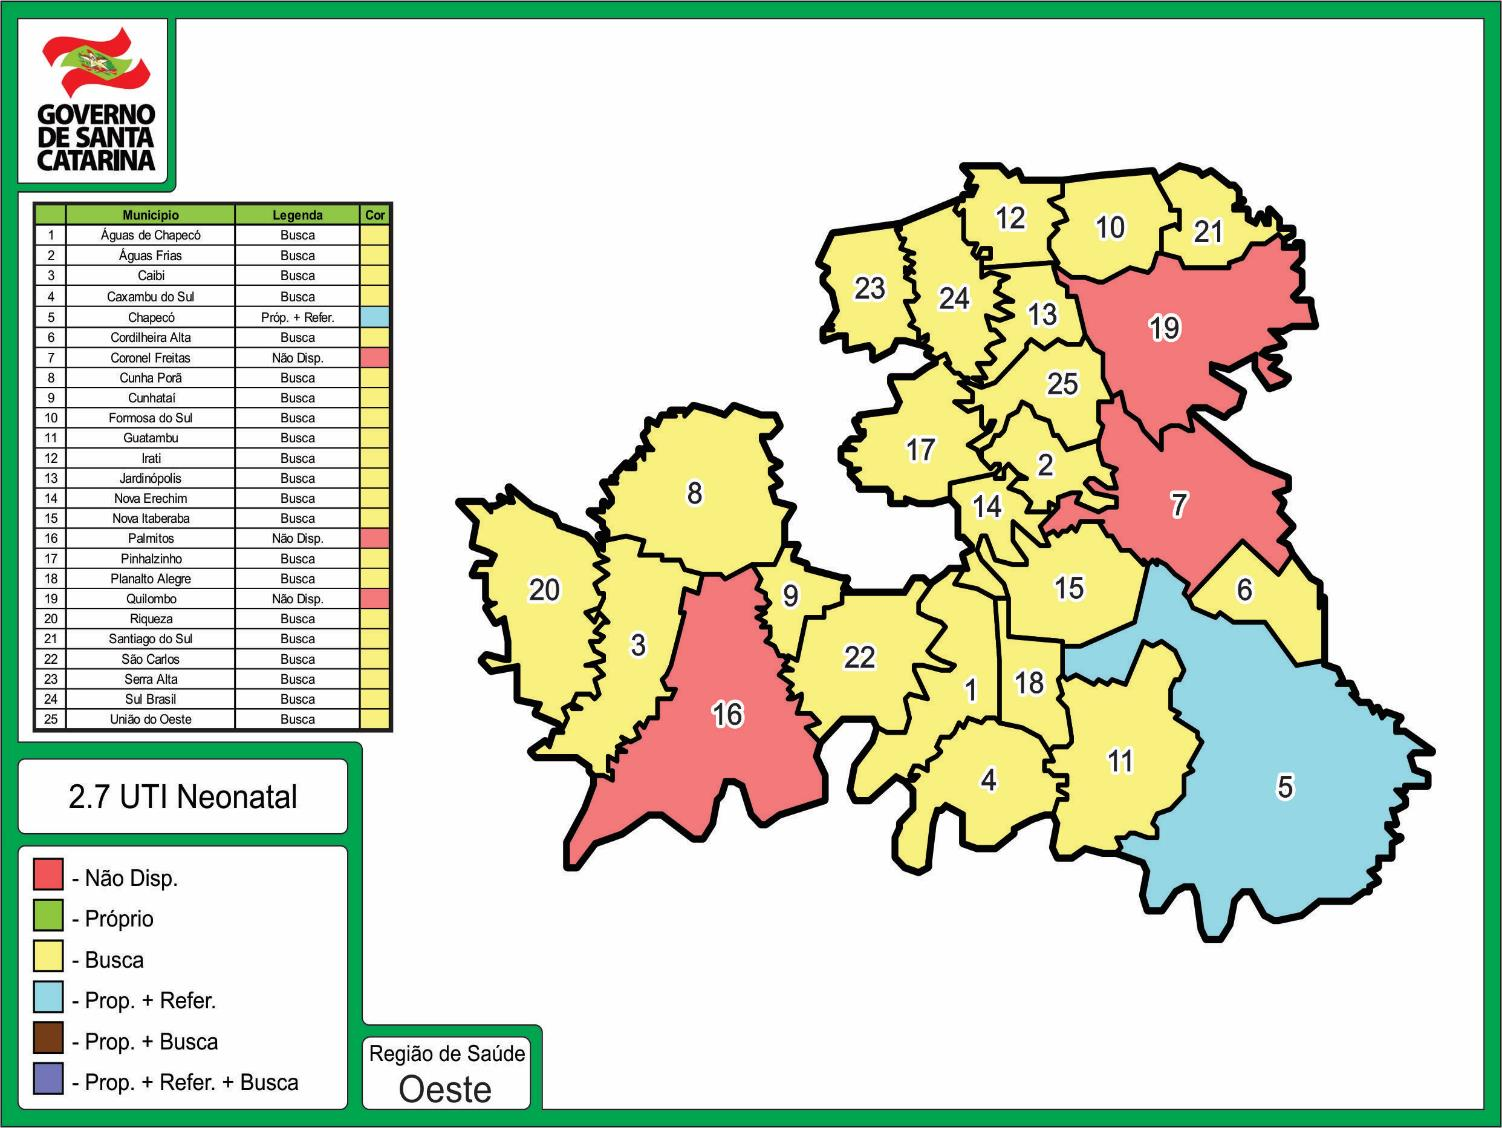 GOVERNO
DE SANTA
CATARINA
Município Legenda Cor
1 Águas de Chapecó Busca
2 Águas Frias Busca
3 Caibi Busca
4 Caxambu do Sul Busca
5 Chapecó Próp. + Refer.
6 Cordilheira Alta Busca
7 Coronel Freitas Não Disp.
8 Cunha Porã Busca
9 Cunhataí Busca
10 Formosa do Sul Busca
11 Guatambu Busca
12 Irati Busca
13 Jardinópolis Busca
14 Nova Erechim Busca
15 Nova Itaberaba Busca
16 Palmitos Não Disp.
17 Pinhalzinho Busca
18 Planalto Alegre Busca
19 Quilombo Não Disp.
20 Riqueza Busca
21 Santiago do Sul Busca
22 São Carlos Busca
23 Serra Alta Busca
24 Sul Brasil Busca
25 União do Oeste Busca
2.7 UTI Neonatal
- Não Disp.
- Próprio
- Busca
- Prop. + Refer.
- Prop. + Busca
- Prop. + Refer. + Busca
Região de Saúde
Oeste
12
10
21
23
24
13
19
25
17
2
8
14
7
20
9
15
6
3
22
1
18
16
4
11
5